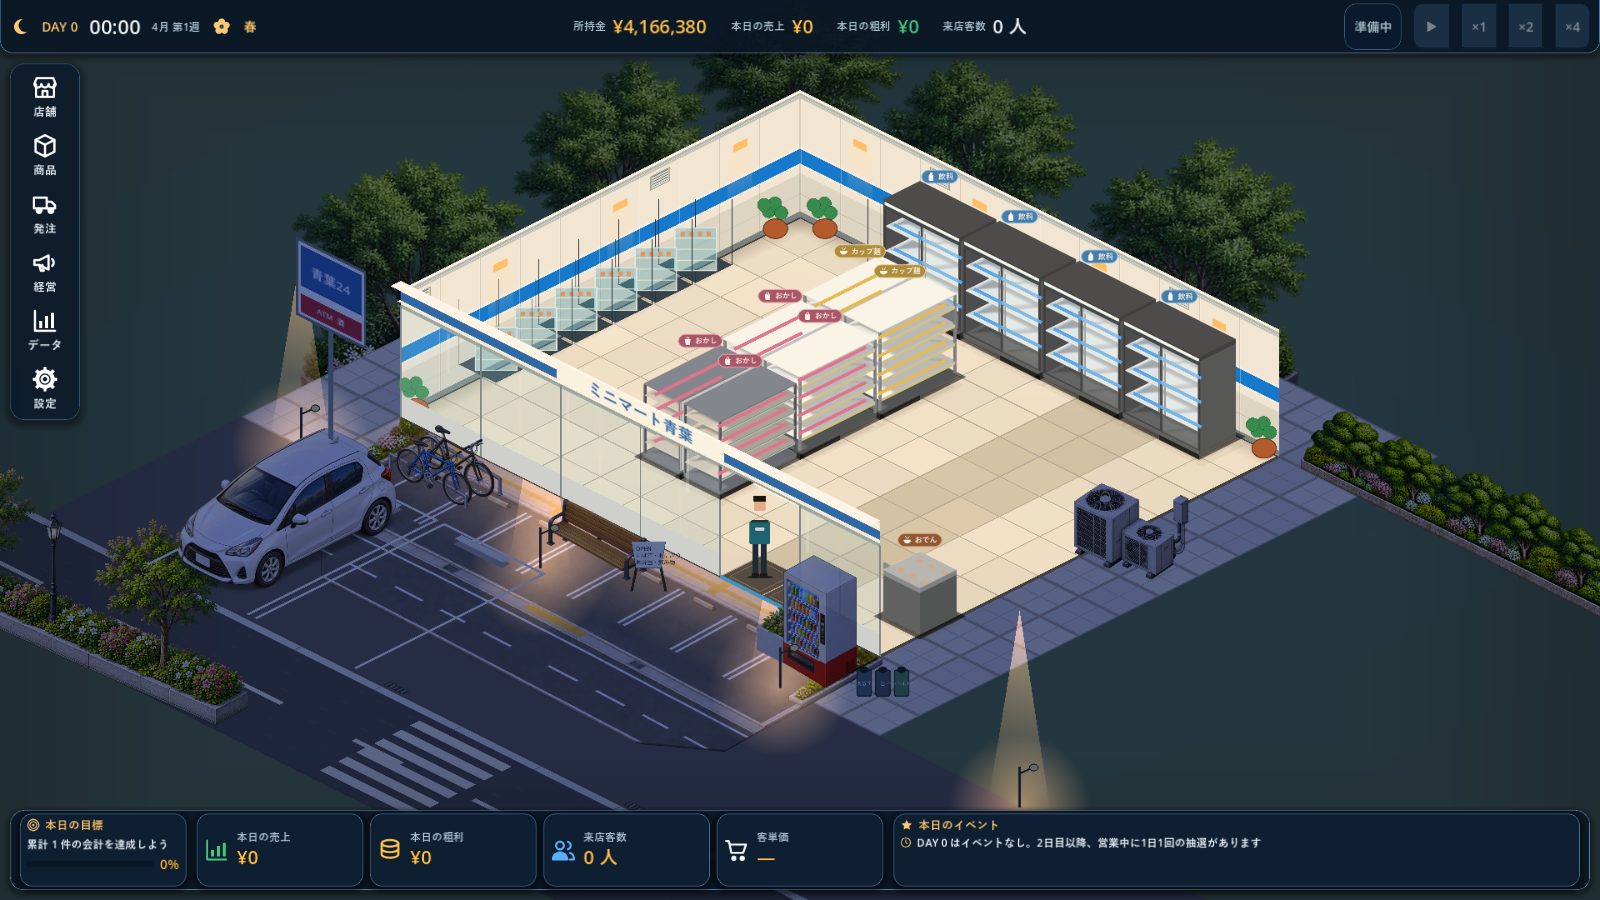 DAY 0 00:00 4月 第1週 春
所持金 ¥4,166,380 本日の売上 ¥0 本日の粗利 ¥0 来店客数 0 人
準備中 ×1 ×2 ×4
店舗
商品
発注
経営
データ
設定
飲料
飲料
飲料
飲料
カップ麺
カップ麺
おかし
おかし
おかし
おかし
青葉24
ATM 酒
ミニマート青葉
OPEN
おでん
本日の目標
累計 1 件の会計を達成しよう
0%
本日の売上
¥0
本日の粗利
¥0
来店客数
0 人
客単価
—
本日のイベント
DAY 0 はイベントなし。2日目以降、営業中に1日1回の抽選があります